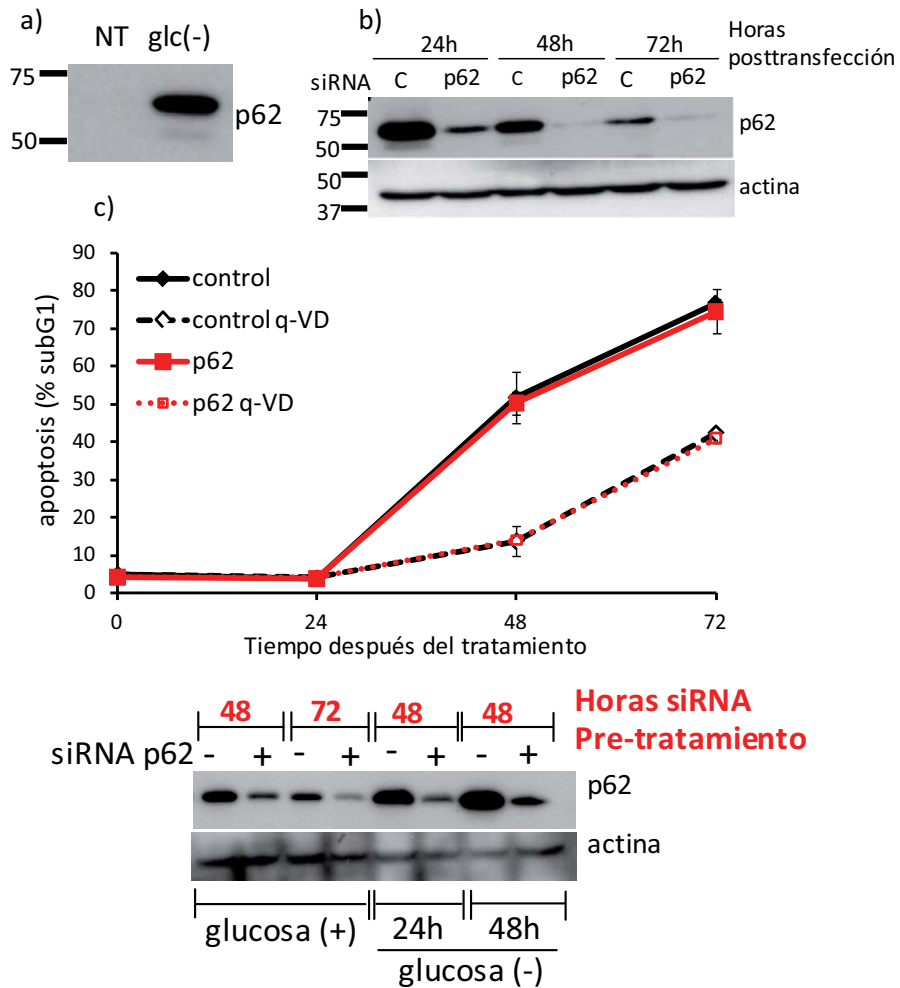 a)
NT glc(-)
75
50
p62
b)
24h 48h 72h
Horas
posttransfección
siRNA C p62 C p62 C p62
75
50
p62
50
37
actina
c)
90
80
70
60
50
40
30
20
10
0
apoptosis (% subG1)
control
control q-VD
p62
p62 q-VD
0 24 48 72
Tiempo después del tratamiento
48 72 48 48
Horas siRNA
Pre-tratamiento
siRNA p62 - + - + - + - +
p62
actina
glucosa (+) 24h 48h
glucosa (-)